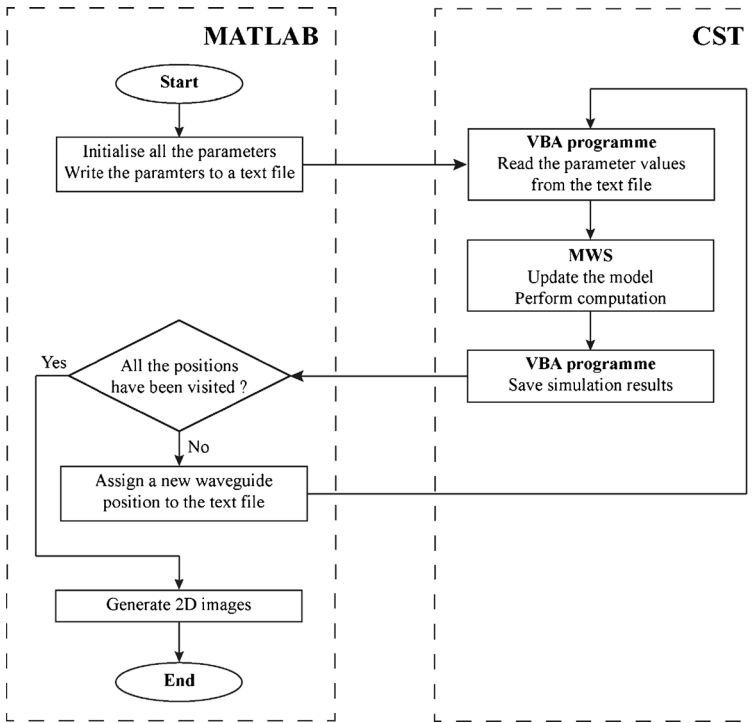 MATLAB
Start
Initialise all the parameters
Write the paramters to a text file
CST
VBA programme
Read the parameter values
from the text file
MWS
Update the model
Perform computation
VBA programme
Save simulation results
All the positions
have been visited ?
Yes
No
Assign a new waveguide
position to the text file
Generate 2D images
End